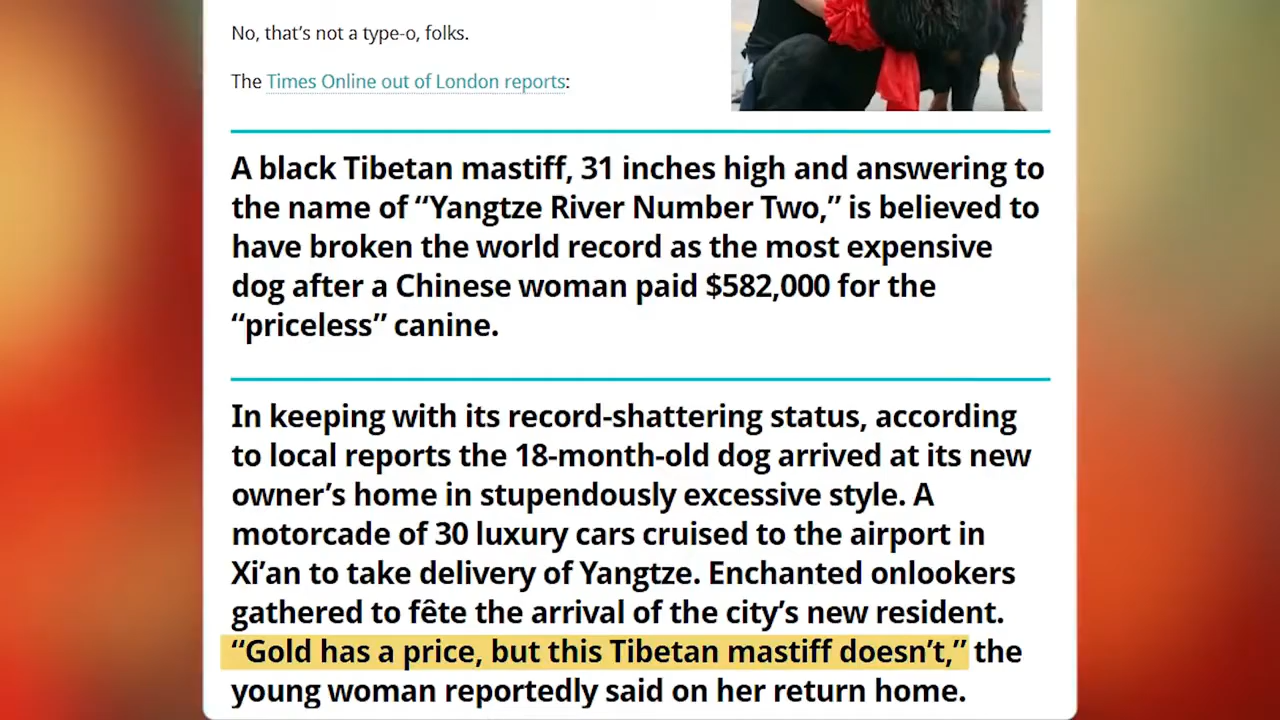 No, that’s not a type-o, folks.
The Times Online out of London reports:
A black Tibetan mastiff, 31 inches high and answering to
the name of “Yangtze River Number Two,” is believed to
have broken the world record as the most expensive
dog after a Chinese woman paid $582,000 for the
“priceless” canine.
In keeping with its record-shattering status, according
to local reports the 18-month-old dog arrived at its new
owner’s home in stupendously excessive style. A
motorcade of 30 luxury cars cruised to the airport in
Xi’an to take delivery of Yangtze. Enchanted onlookers
gathered to fête the arrival of the city’s new resident.
“Gold has a price, but this Tibetan mastiff doesn’t,” the
young woman reportedly said on her return home.